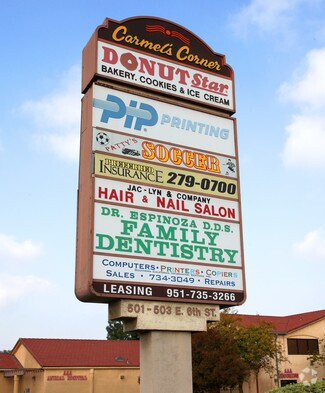 Carmel's Corner
DONUT Star
BAKERY, COOKIES & ICE CREAM
PIP PRINTING
PATTY'S SOCCER
PREFERRED
INSURANCE 279-0700
JAC-LYN & COMPANY
HAIR & NAIL SALON
DR. ESPINOZA D.D.S.
FAMILY
DENTISTRY
COMPUTERS · PRINTERS · COPIERS
SALES · 734-3049 · REPAIRS
LEASING 951-735-3266
501-503 E. 6th ST.